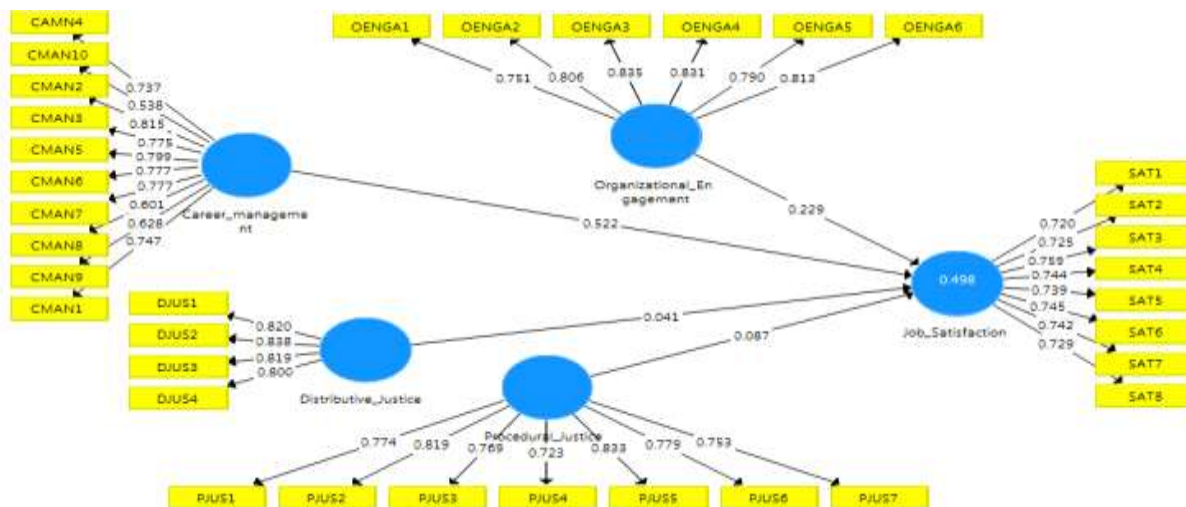 CAMN4
CMAN10
CMAN2
CMAN3
CMAN5
CMAN6
CMAN7
CMAN8
CMAN9
CMAN1
0.737
0.538
0.815
0.775
0.799
0.777
0.777
0.601
0.628
0.747
Career_manageme
nt
OENGA1 OENGA2 OENGA3 OENGA4 OENGA5 OENGA6
0.751 0.806 0.835 0.831 0.790 0.813
Organizational_En
gagement
0.522
0.229
DJUS1
DJUS2
DJUS3
DJUS4
0.820
0.838
0.819
0.800
Distributive_Justice
0.041
0.087
Procedural_Justice
0.774 0.819 0.769 0.723 0.833 0.779 0.753
PJUS1 PJUS2 PJUS3 PJUS4 PJUS5 PJUS6 PJUS7
0.498
Job_Satisfaction
0.720
0.725
0.759
0.744
0.739
0.745
0.742
0.729
SAT1
SAT2
SAT3
SAT4
SAT5
SAT6
SAT7
SAT8